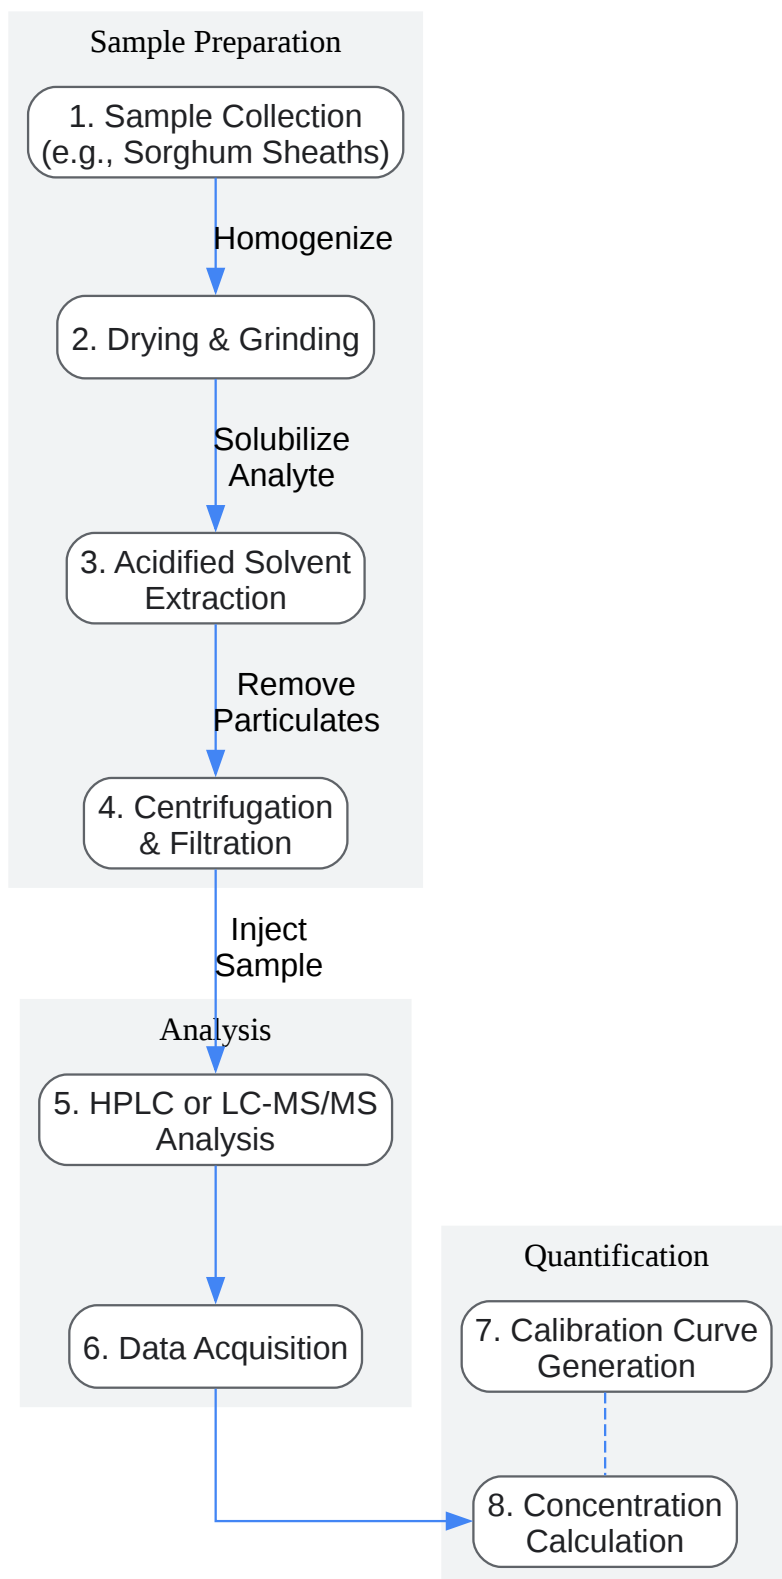 Sample Preparation
1. Sample Collection
(e.g., Sorghum Sheaths)
Homogenize
2. Drying & Grinding
Solubilize
Analyte
3. Acidified Solvent
Extraction
Remove
Particulates
4. Centrifugation
& Filtration
Inject
Sample
Analysis
5. HPLC or LC-MS/MS
Analysis
6. Data Acquisition
Quantification
7. Calibration Curve
Generation
8. Concentration
Calculation